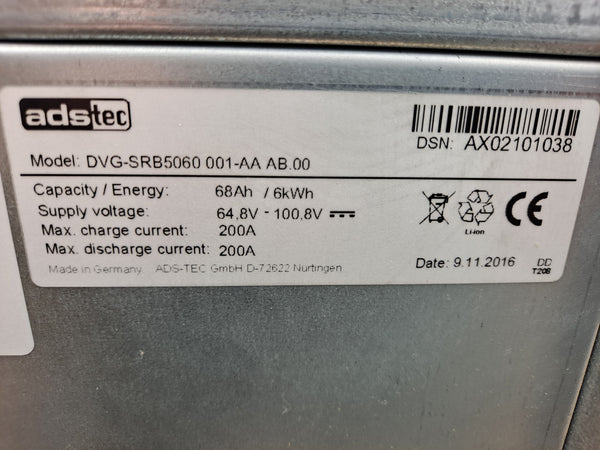 adstec
DSN: AX02101038
Model: DVG-SRB5060 001-AA AB.00
Capacity / Energy: 68Ah / 6kWh
Supply voltage: 64,8V - 100,8V
Max. charge current: 200A
Max. discharge current: 200A
Li-ion
CE
Made in Germany ADS-TEC GmbH D-72622 Nürtingen
Date: 9.11.2016
DD
T20B